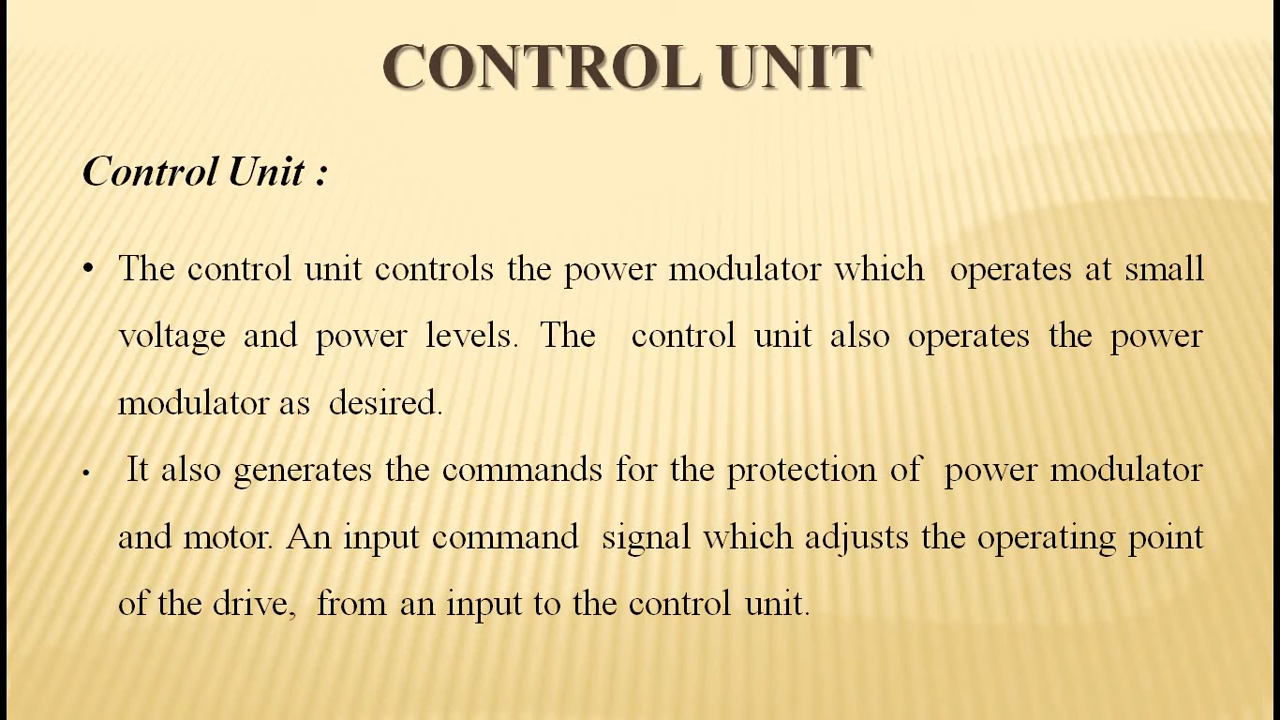 CONTROL UNIT
Control Unit :
• The control unit controls the power modulator which operates at small
voltage and power levels. The control unit also operates the power
modulator as desired.
• It also generates the commands for the protection of power modulator
and motor. An input command signal which adjusts the operating point
of the drive, from an input to the control unit.